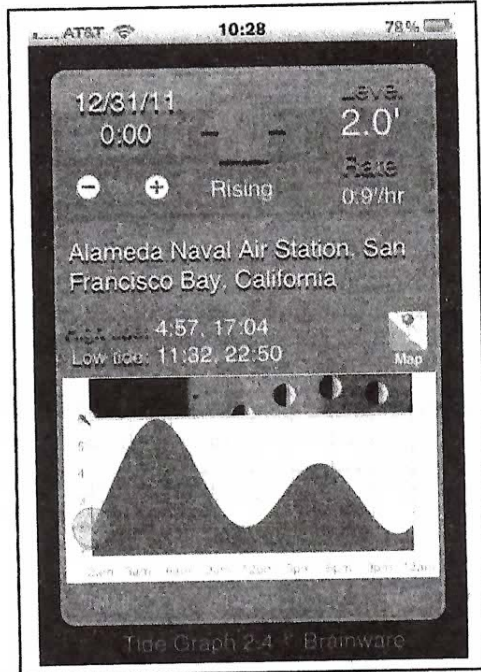 AT&T 10:28 78%
12/31/11
0:00
Level
2.0'
Rate
0.9'/hr
Rising
Alameda Naval Air Station, San
Francisco Bay, California
4:57, 17:04
Low tide: 11:32, 22:50
Map
Tide Graph 2.4 Brainware